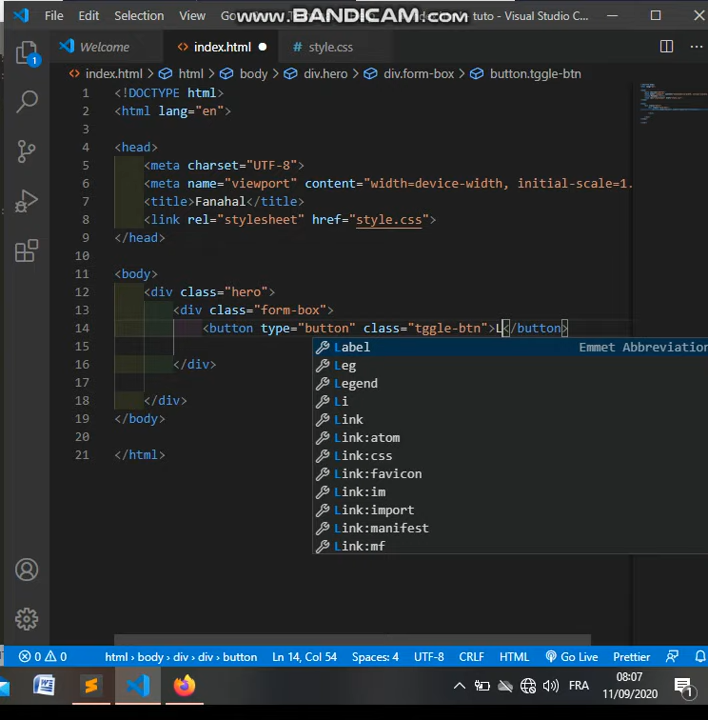 File Edit Selection View Go www.BANDICAM.com tuto - Visual Studio C...
Welcome index.html style.css
index.html > html > body > div.hero > div.form-box > button.tggle-btn
1 <!DOCTYPE html>
2 <html lang="en">
3
4 <head>
5 <meta charset="UTF-8">
6 <meta name="viewport" content="width=device-width, initial-scale=1.
7 <title>Fanahal</title>
8 <link rel="stylesheet" href="style.css">
9 </head>
10
11 <body>
12 <div class="hero">
13 <div class="form-box">
14 <button type="button" class="tggle-btn">L</button>
15
Label Emmet Abbreviation
Leg
16 </div>
Legend
17
Li
18 </div>
Link
19 </body>
Link:atom
20
Link:css
21 </html>
Link:favicon
Link:im
Link:import
Link:manifest
Link:mf
1
0 0 html › body › div › div › button Ln 14, Col 54 Spaces: 4 UTF-8 CRLF HTML Go Live Prettier
FRA 08:07
11/09/2020
1